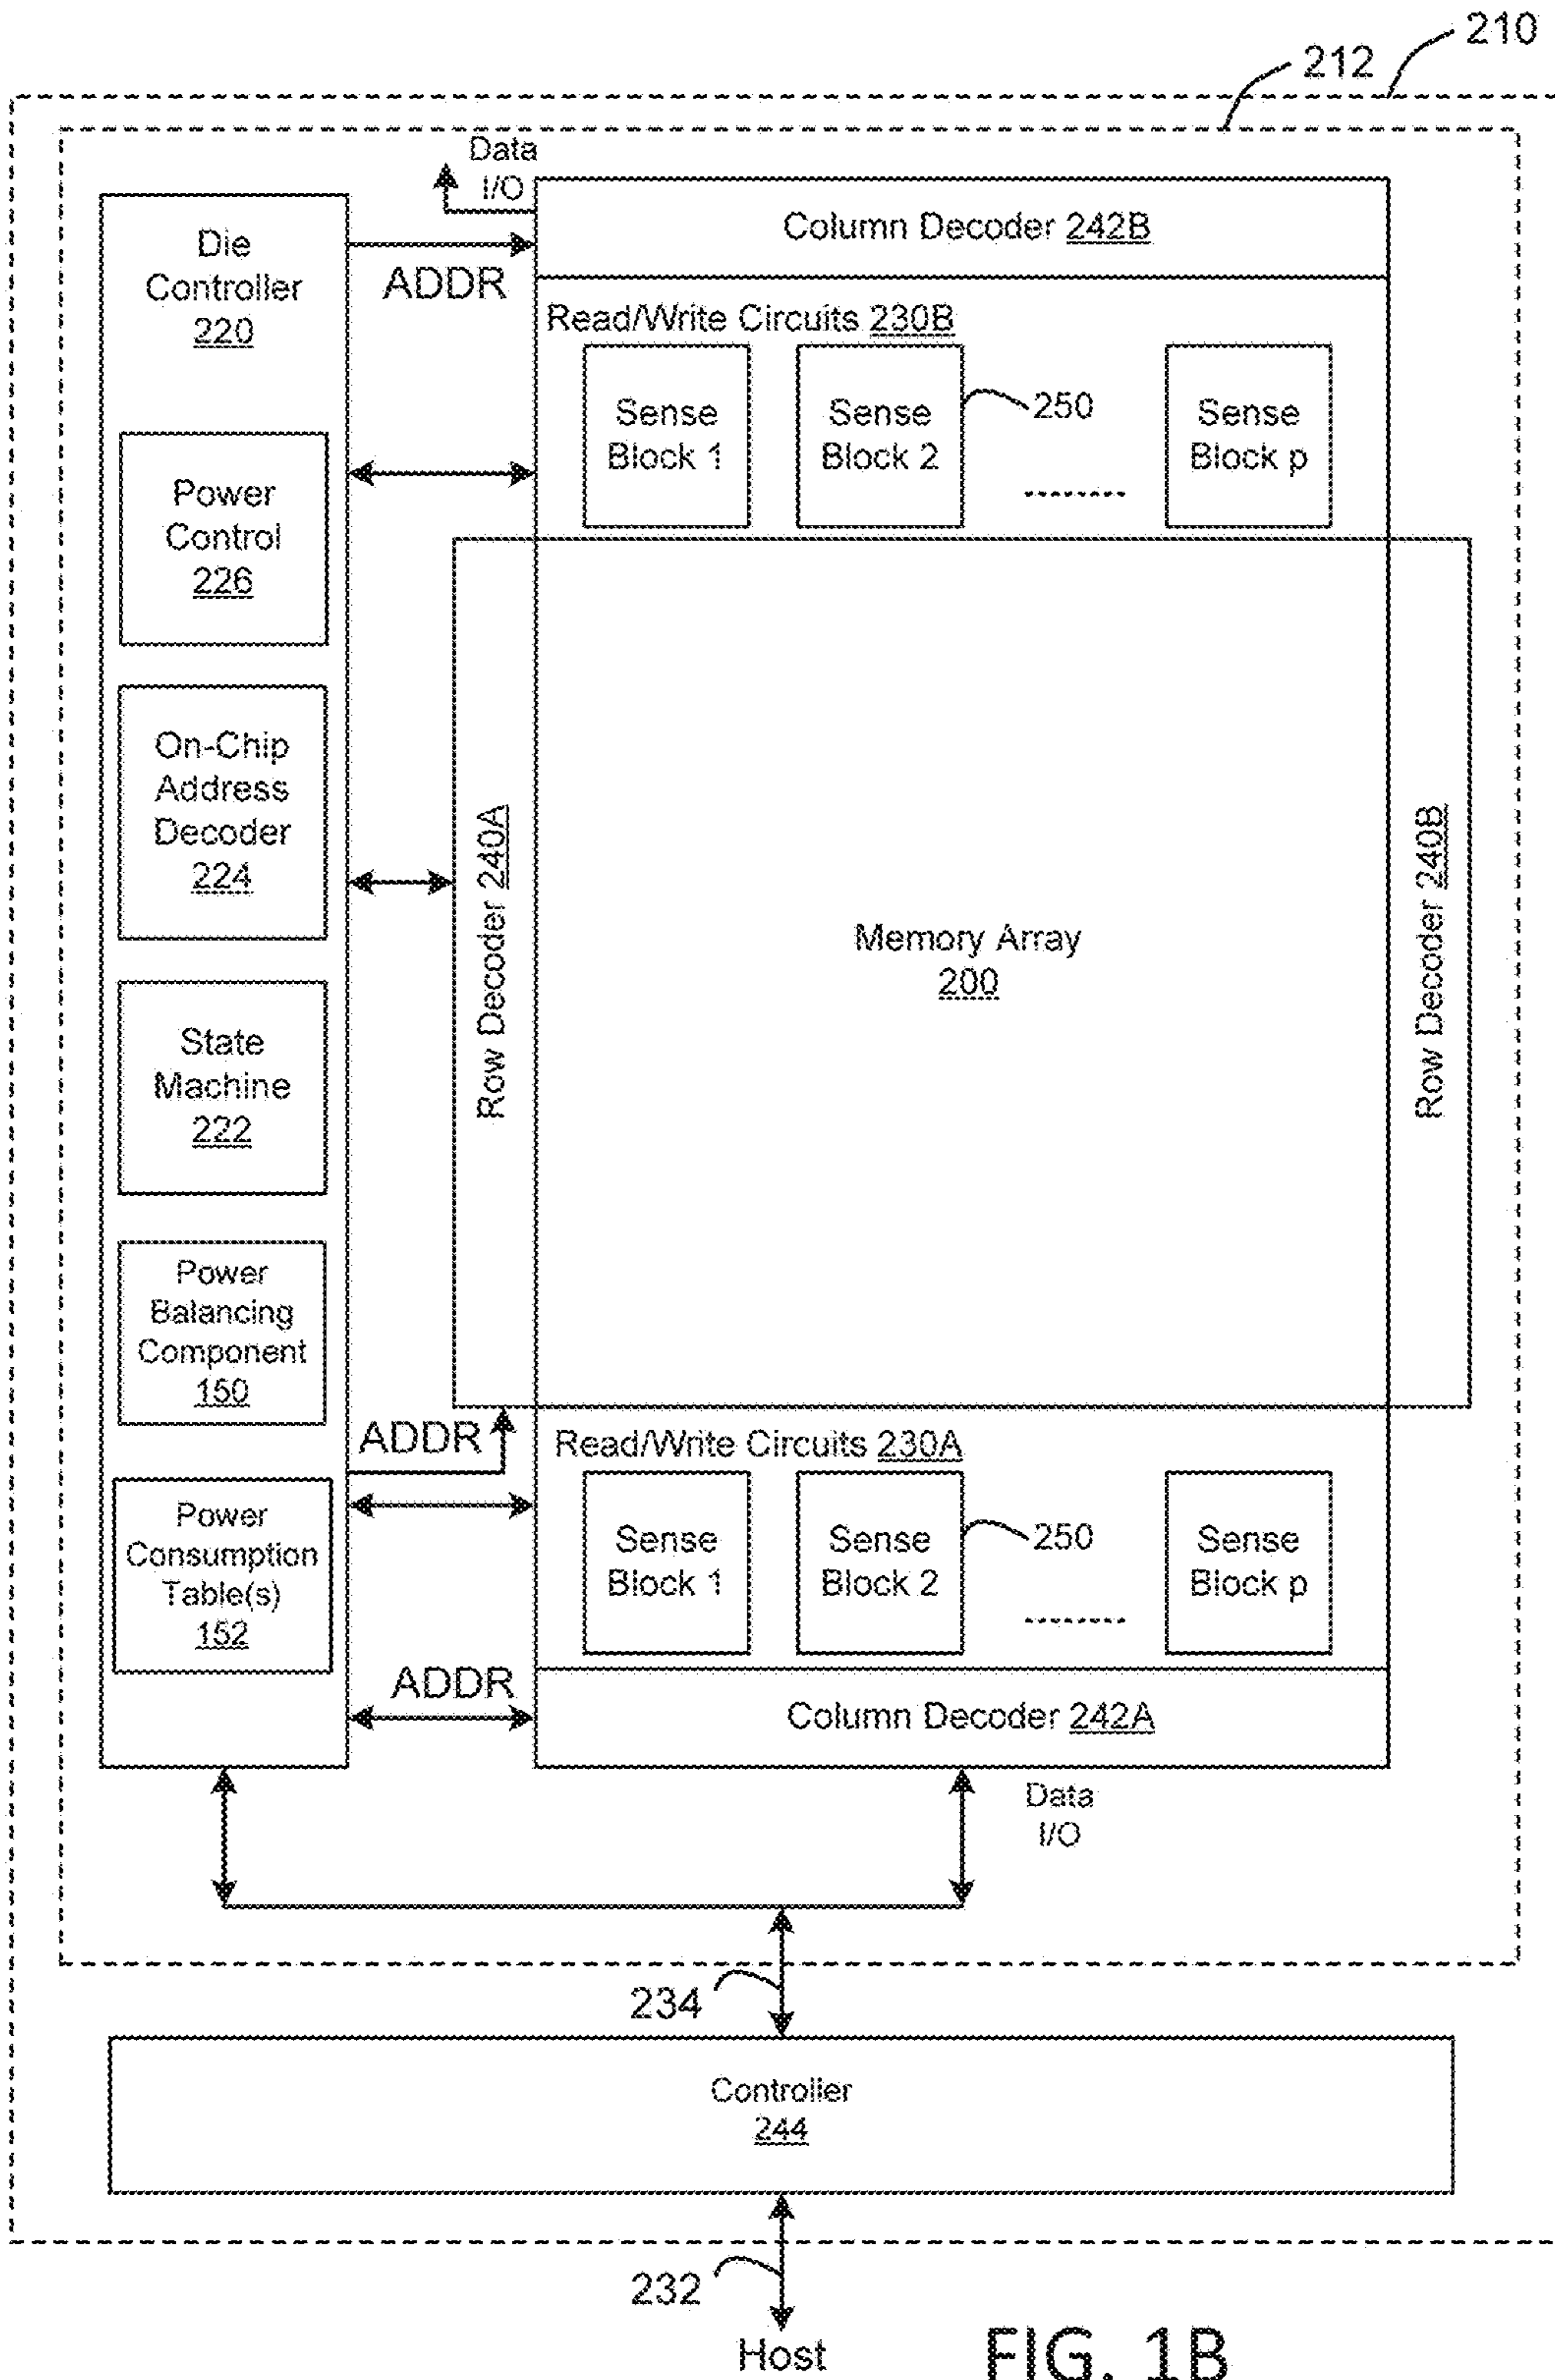 210
212
Data
I/O
Die
Controller
220
ADDR
Column Decoder 242B
Read/Write Circuits 230B
Sense
Block 1
Sense
Block 2
250
Sense
Block p
Power
Control
226
On-Chip
Address
Decoder
224
Row Decoder 240A
Memory Array
200
Row Decoder 240B
State
Machine
222
Power
Balancing
Component
150
ADDR
Read/Write Circuits 230A
Sense
Block 1
Sense
Block 2
250
Sense
Block p
Power
Consumption
Table(s)
152
ADDR
Column Decoder 242A
Data
I/O
234
Controller
244
232
Host
FIG. 1B